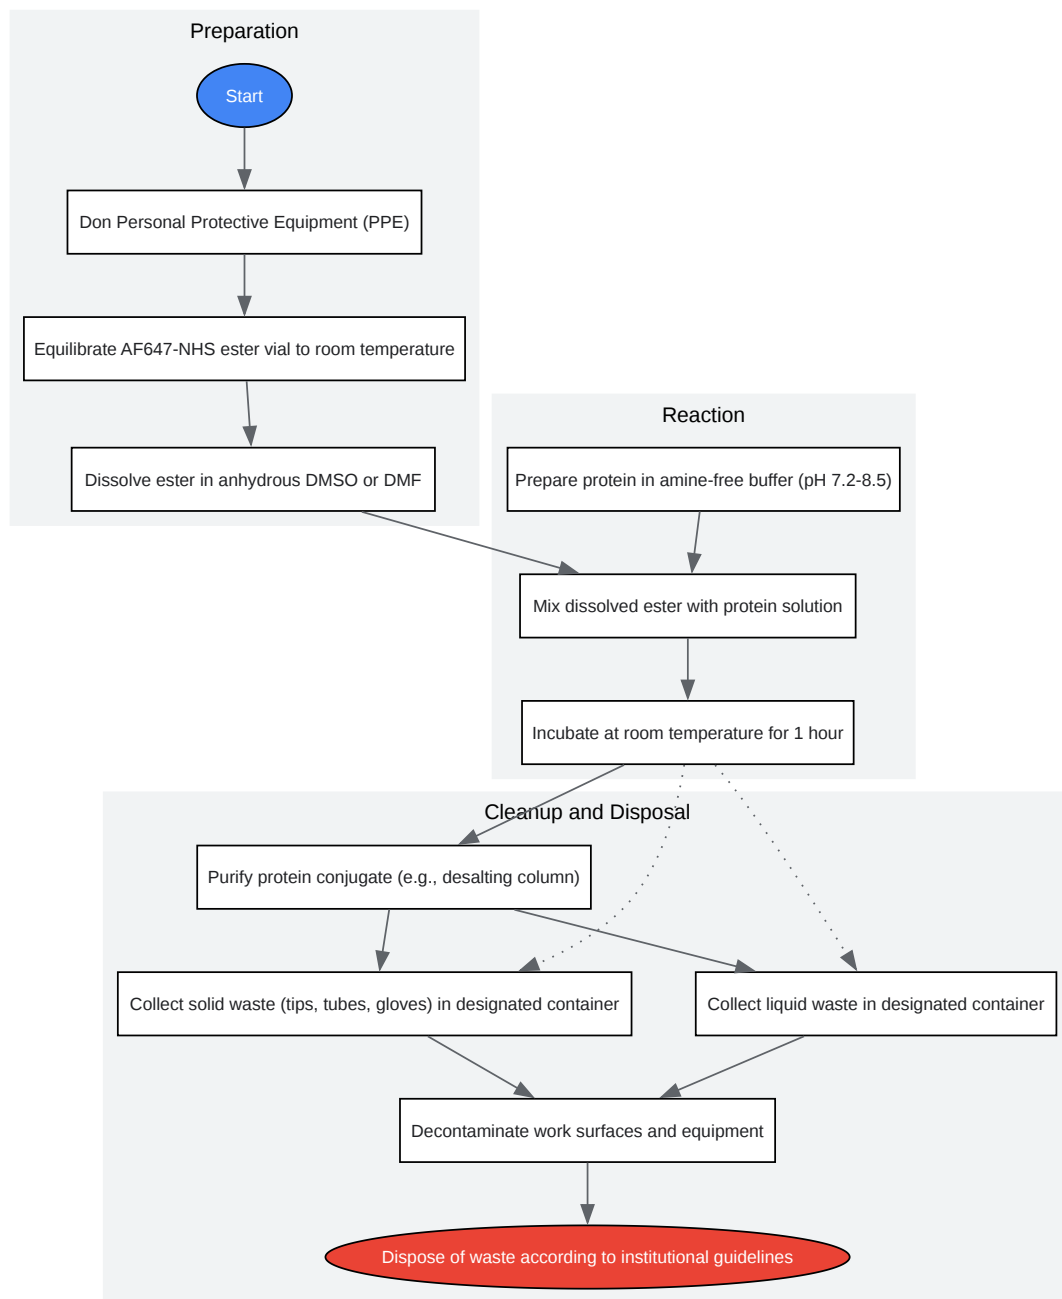 Preparation
Start
Don Personal Protective Equipment (PPE)
Equilibrate AF647-NHS ester vial to room temperature
Dissolve ester in anhydrous DMSO or DMF
Reaction
Prepare protein in amine-free buffer (pH 7.2-8.5)
Mix dissolved ester with protein solution
Incubate at room temperature for 1 hour
Cleanup and Disposal
Purify protein conjugate (e.g., desalting column)
Collect solid waste (tips, tubes, gloves) in designated container
Collect liquid waste in designated container
Decontaminate work surfaces and equipment
Dispose of waste according to institutional guidelines